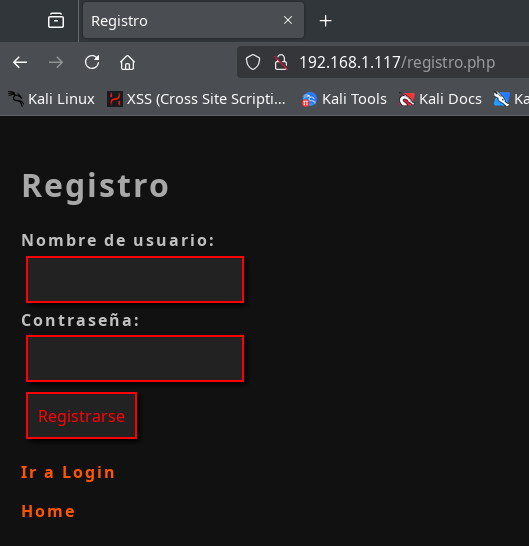 Registro
192.168.1.117/registro.php
Kali Linux XSS (Cross Site Scripti... Kali Tools Kali Docs Ka
Registro
Nombre de usuario:
Contraseña:
Registrarse
Ir a Login
Home